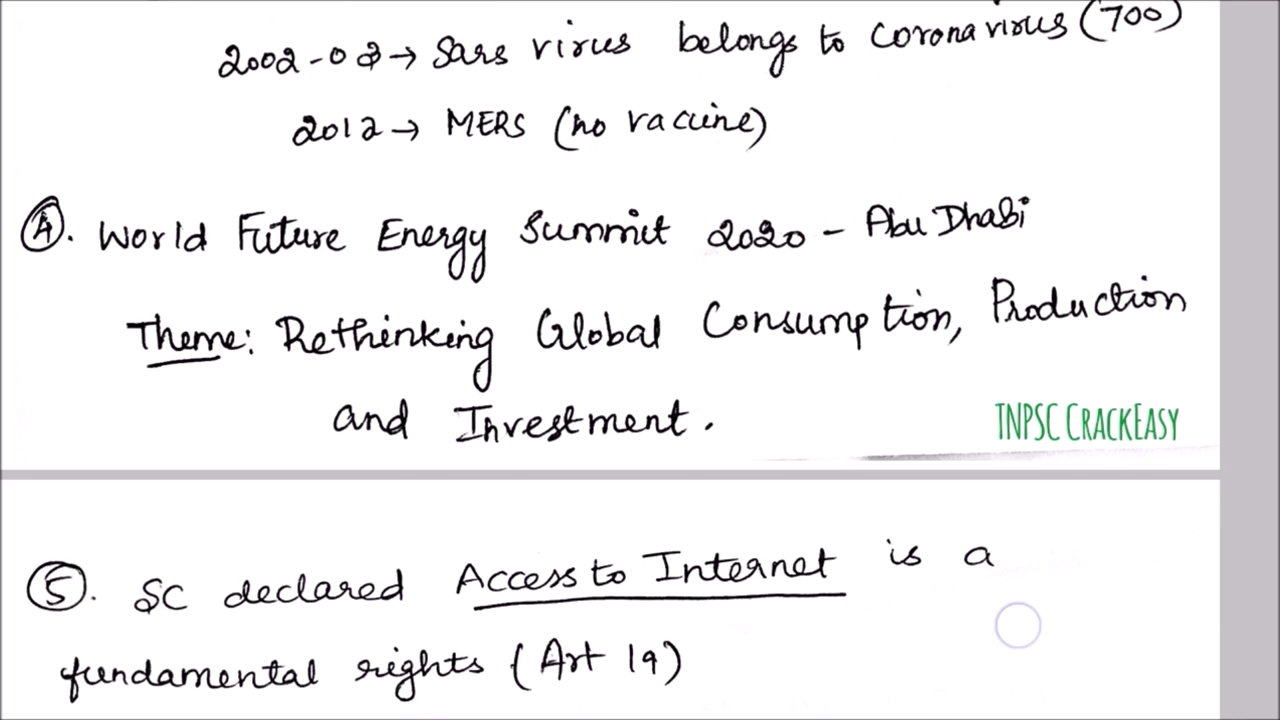 2002-03 → Sars virus belongs to coronavirus (700)
2012 → MERS (no vaccine)
④. World Future Energy Summit 2020 - Abu Dhabi
Theme: Rethinking Global Consumption, Production
and Investment.
TNPSC CRACKEASY
⑤. SC declared Access to Internet is a
fundamental rights (Art 19)